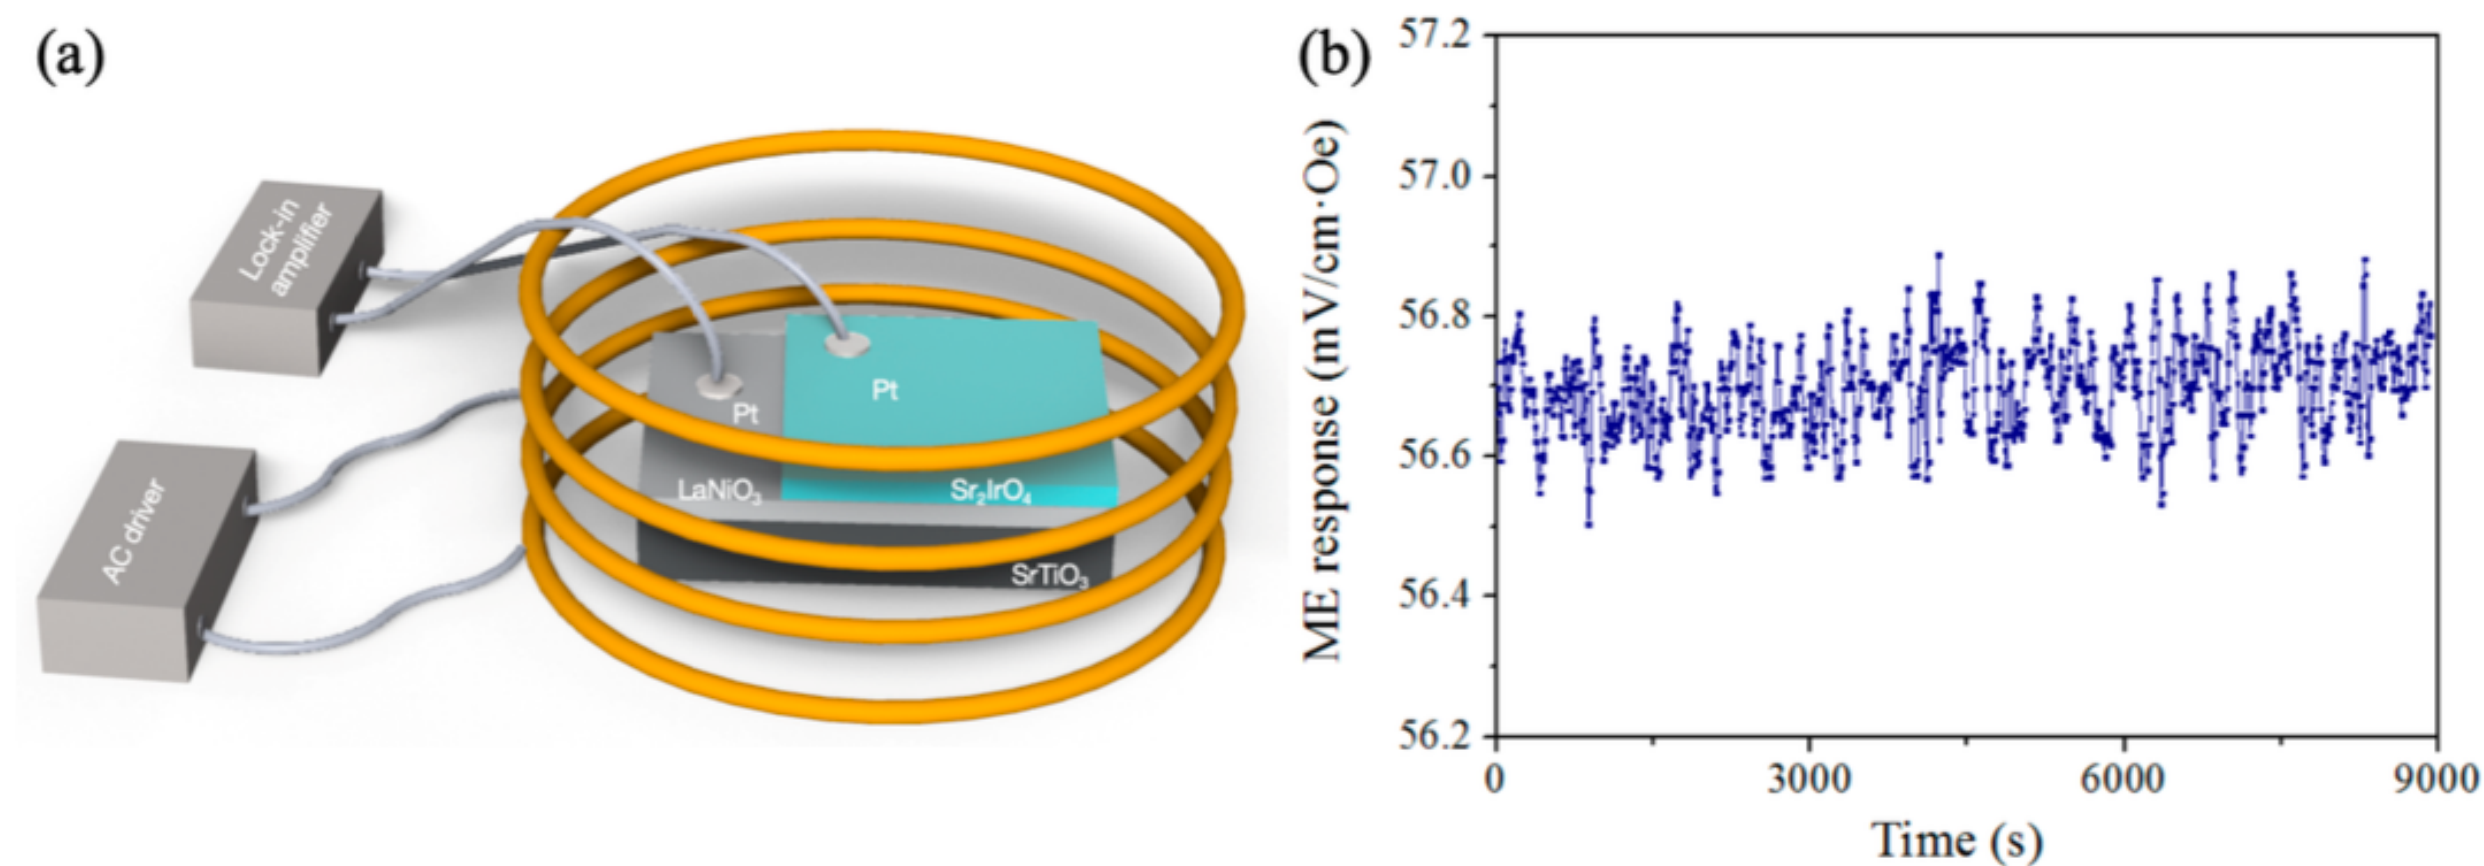 (a)
Lock-in
amplifier
AC driver
Pt
Pt
LaNiO₃
Sr₂IrO₄
SrTiO₃
(b)
ME response (mV/cm·Oe)
57.2
57.0
56.8
56.6
56.4
56.2
0
3000
6000
9000
Time (s)